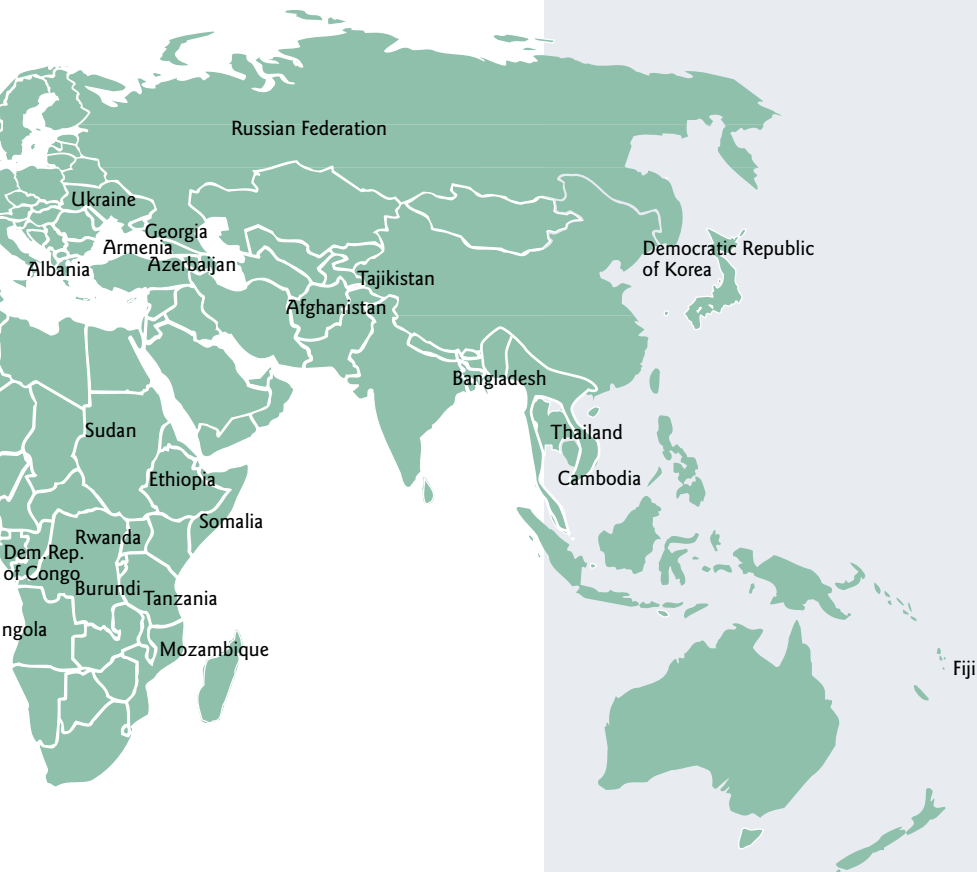 Russian Federation
Ukraine
Georgia
Armenia
Democratic Republic
of Korea
Azerbaijan
Albania
Tajikistan
Afghanistan
Bangladesh
Sudan
Thailand
Ethiopia
Cambodia
Somalia
Rwanda
Dem.Rep.
of Congo
Burundi
Tanzania
ngola
Mozambique
Fiji